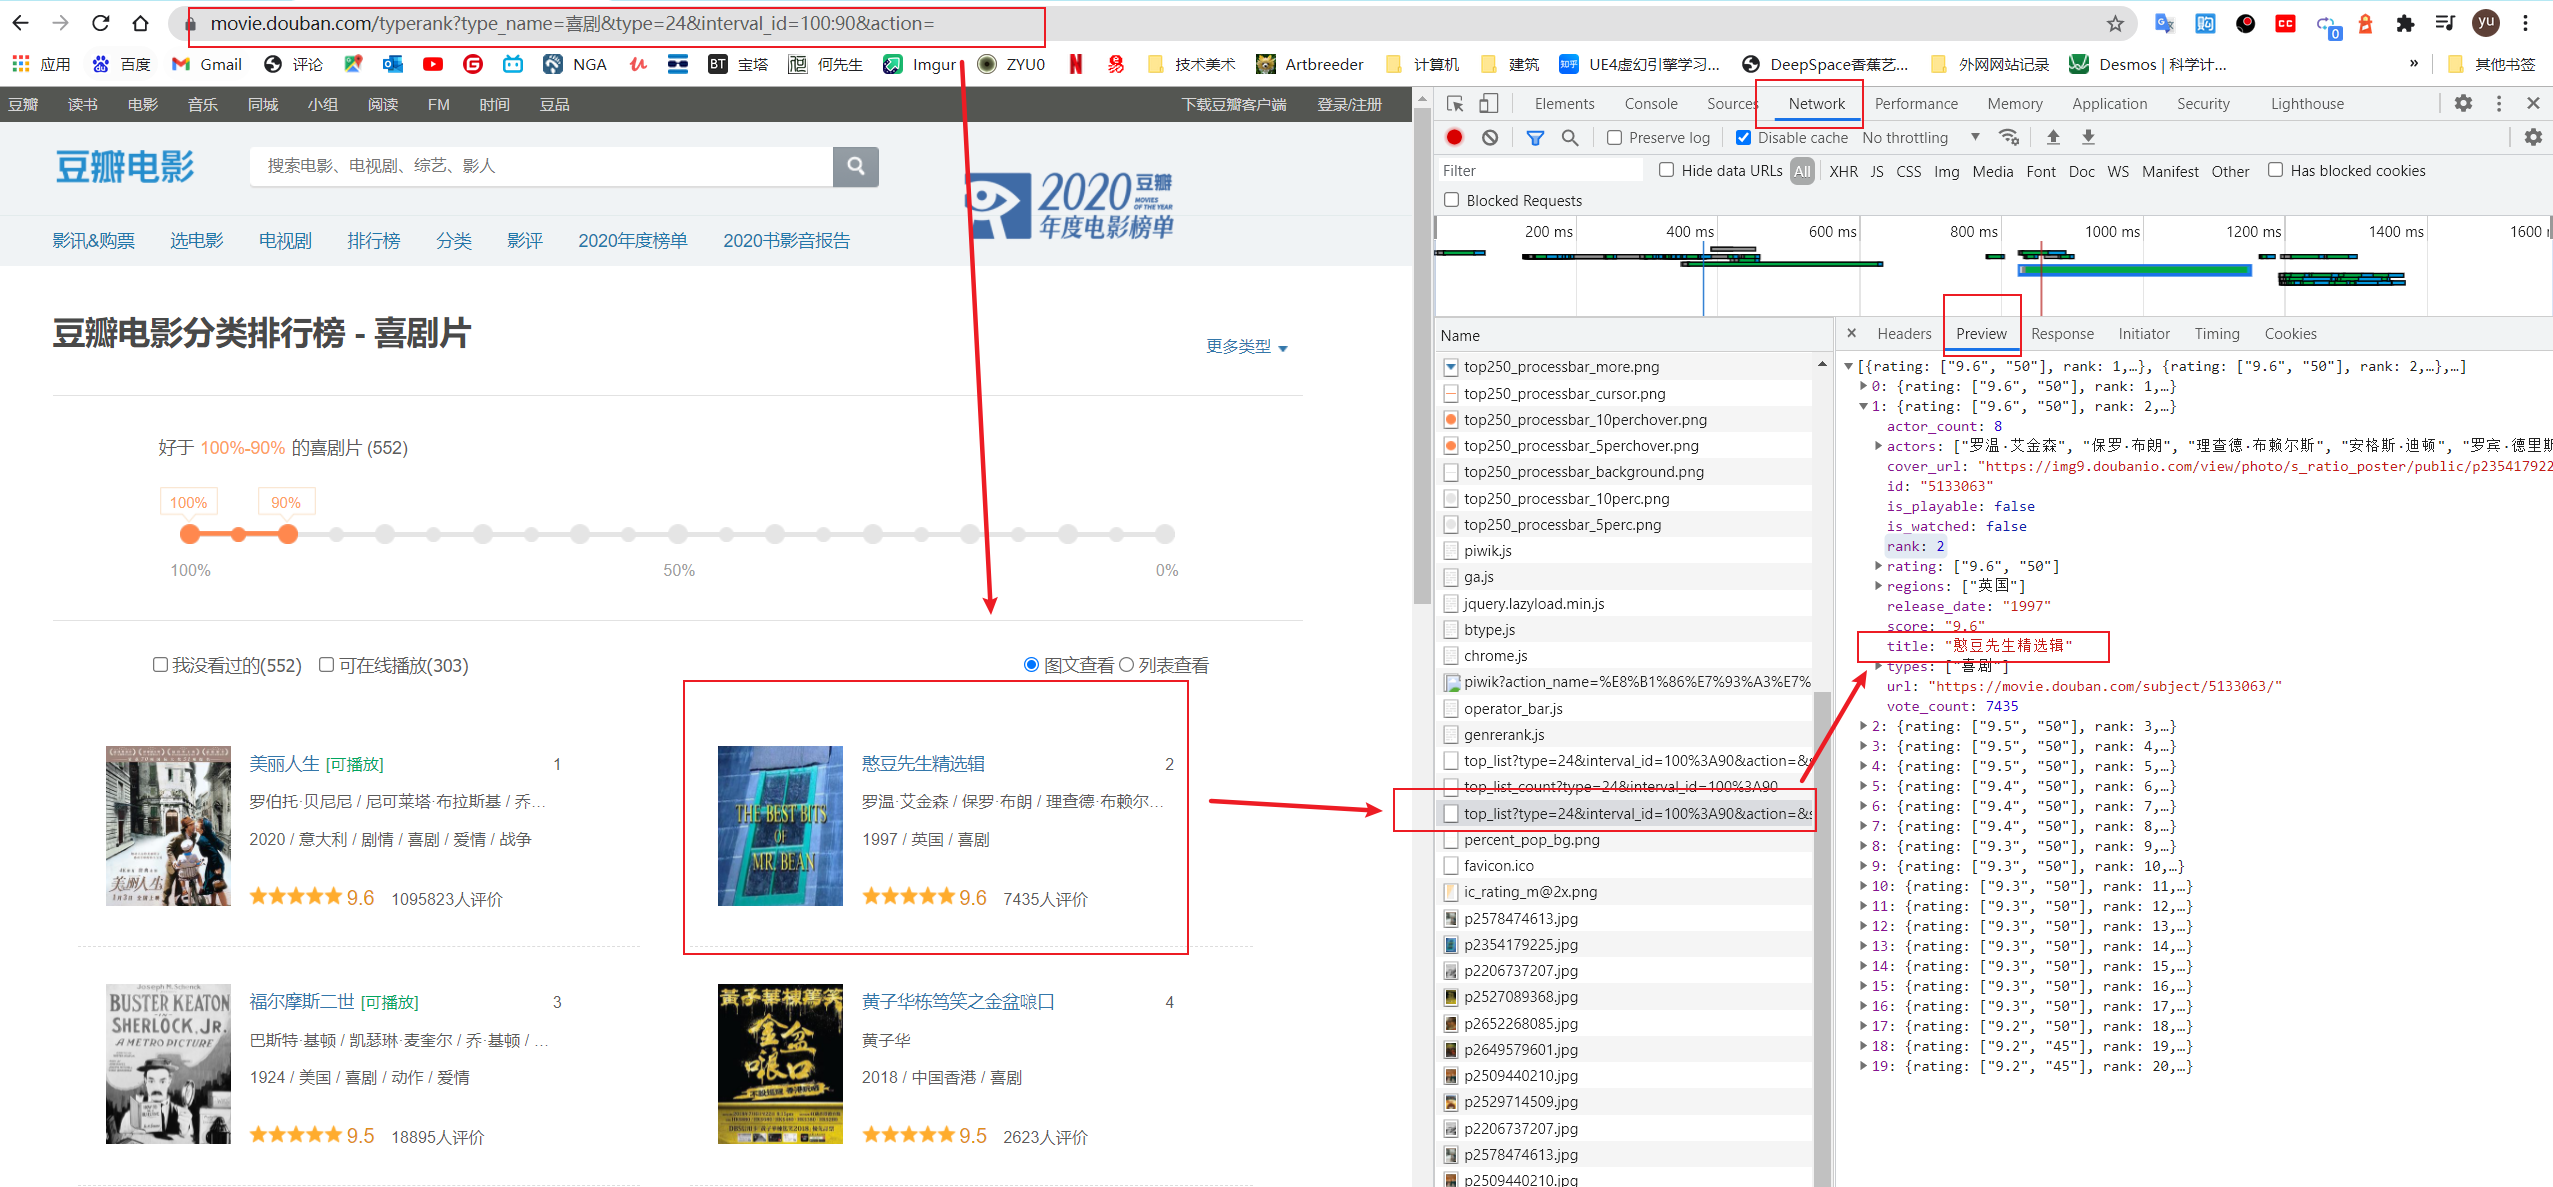 movie.douban.com/typerank?type_name=喜剧&type=24&interval_id=100:90&action=
yu
应用 百度 Gmail 评论 NGA 宝塔 何先生 Imgur ZYU0 技术美术 Artbreeder 计算机 建筑 UE4虚幻引擎学习... DeepSpace香蕉艺... 外网网站记录 Desmos | 科学计... » 其他书签
豆瓣 读书 电影 音乐 同城 小组 阅读 FM 时间 豆品 下载豆瓣客户端 登录/注册
豆瓣电影
搜索电影、电视剧、综艺、影人
2020 豆瓣
MOVIES OF THE YEAR
年度电影榜单
影讯&购票 选电影 电视剧 排行榜 分类 影评 2020年度榜单 2020书影音报告
豆瓣电影分类排行榜 - 喜剧片
更多类型
好于 100%-90% 的喜剧片 (552)
100% 90%
100% 50% 0%
我没看过的(552) 可在线播放(303)
图文查看 列表查看
美丽人生 [可播放] 1
罗伯托·贝尼尼 / 尼可莱塔·布拉斯基 / 乔...
2020 / 意大利 / 剧情 / 喜剧 / 爱情 / 战争
9.6 1095823人评价
美丽人生
THE BEST BITS
OF
MR. BEAN
憨豆先生精选辑 2
罗温·艾金森 / 保罗·布朗 / 理查德·布赖尔...
1997 / 英国 / 喜剧
9.6 7435人评价
BUSTER KEATON
SHERLOCK, JR.
A METRO PICTURE
福尔摩斯二世 [可播放] 3
巴斯特·基顿 / 凯瑟琳·麦奎尔 / 乔·基顿 / ...
1924 / 美国 / 喜剧 / 动作 / 爱情
9.5 18895人评价
黄子華棟篤笑
金盆
啷口
黄子华栋笃笑之金盆啷口 4
黄子华
2018 / 中国香港 / 喜剧
9.5 2623人评价
Elements Console Sources Network Performance Memory Application Security Lighthouse
Preserve log Disable cache No throttling
Filter Hide data URLs All XHR JS CSS Img Media Font Doc WS Manifest Other Has blocked cookies
Blocked Requests
200 ms 400 ms 600 ms 800 ms 1000 ms 1200 ms 1400 ms 1600
Name
top250_processbar_more.png
top250_processbar_cursor.png
top250_processbar_10perchover.png
top250_processbar_5perchover.png
top250_processbar_background.png
top250_processbar_10perc.png
top250_processbar_5perc.png
piwik.js
ga.js
jquery.lazyload.min.js
btype.js
chrome.js
piwik?action_name=%E8%B1%86%E7%93%A3%E7%
operator_bar.js
genrerank.js
top_list?type=24&interval_id=100%3A90&action=&s
top_list_count?type=24&interval_id=100%3A90
top_list?type=24&interval_id=100%3A90&action=&s
percent_pop_bg.png
favicon.ico
ic_rating_m@2x.png
p2578474613.jpg
p2354179225.jpg
p2206737207.jpg
p2527089368.jpg
p2652268085.jpg
p2649579601.jpg
p2509440210.jpg
p2529714509.jpg
p2206737207.jpg
p2578474613.jpg
p2509440210.jpg
Headers Preview Response Initiator Timing Cookies
[{rating: ["9.6", "50"], rank: 1,…}, {rating: ["9.6", "50"], rank: 2,…},…]
0: {rating: ["9.6", "50"], rank: 1,…}
1: {rating: ["9.6", "50"], rank: 2,…}
actor_count: 8
actors: ["罗温·艾金森", "保罗·布朗", "理查德·布赖尔斯", "安格斯·迪顿", "罗宾·德里斯
cover_url: "https://img9.doubanio.com/view/photo/s_ratio_poster/public/p235417922
id: "5133063"
is_playable: false
is_watched: false
rank: 2
rating: ["9.6", "50"]
regions: ["英国"]
release_date: "1997"
score: "9.6"
title: "憨豆先生精选辑"
types: ["喜剧"]
url: "https://movie.douban.com/subject/5133063/"
vote_count: 7435
2: {rating: ["9.5", "50"], rank: 3,…}
3: {rating: ["9.5", "50"], rank: 4,…}
4: {rating: ["9.5", "50"], rank: 5,…}
5: {rating: ["9.4", "50"], rank: 6,…}
6: {rating: ["9.4", "50"], rank: 7,…}
7: {rating: ["9.4", "50"], rank: 8,…}
8: {rating: ["9.3", "50"], rank: 9,…}
9: {rating: ["9.3", "50"], rank: 10,…}
10: {rating: ["9.3", "50"], rank: 11,…}
11: {rating: ["9.3", "50"], rank: 12,…}
12: {rating: ["9.3", "50"], rank: 13,…}
13: {rating: ["9.3", "50"], rank: 14,…}
14: {rating: ["9.3", "50"], rank: 15,…}
15: {rating: ["9.3", "50"], rank: 16,…}
16: {rating: ["9.3", "50"], rank: 17,…}
17: {rating: ["9.2", "50"], rank: 18,…}
18: {rating: ["9.2", "45"], rank: 19,…}
19: {rating: ["9.2", "45"], rank: 20,…}